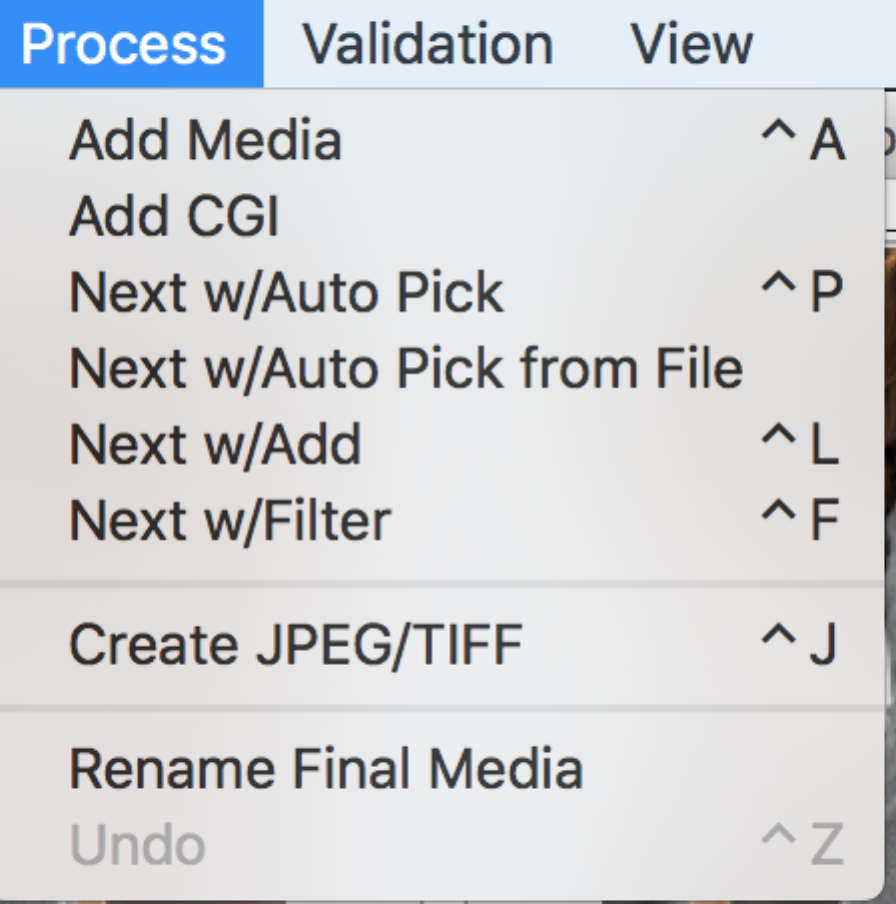 Process Validation View
Add Media ^ A
Add CGI
Next w/Auto Pick ^ P
Next w/Auto Pick from File
Next w/Add ^ L
Next w/Filter ^ F
Create JPEG/TIFF ^ J
Rename Final Media
Undo ^ Z